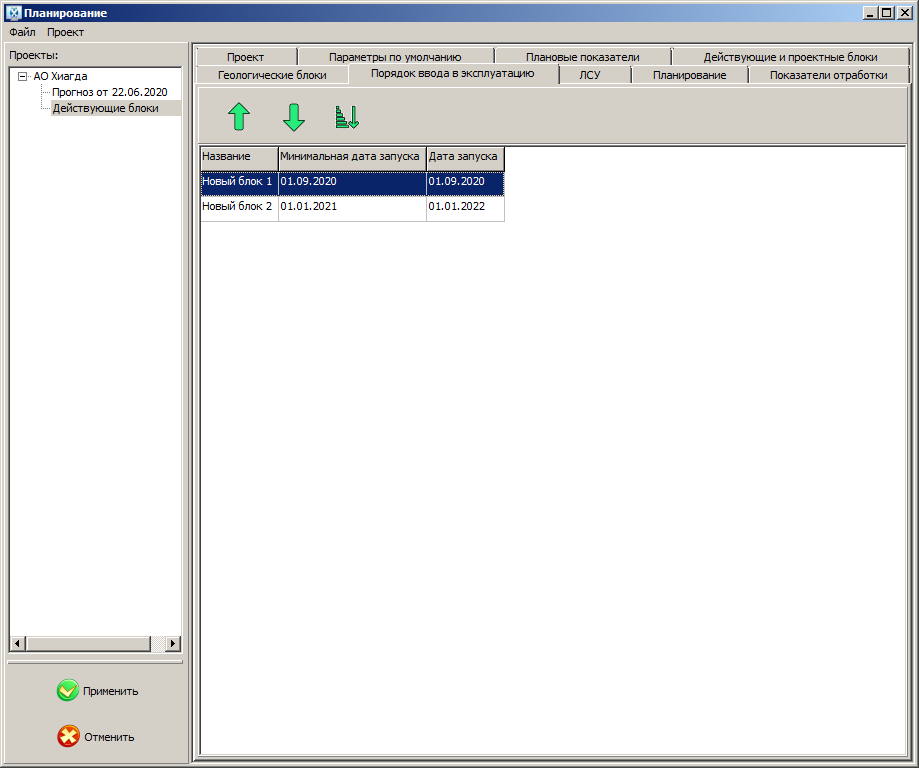 Планирование
Файл Проект
Проекты:
АО Хиагда
Прогноз от 22.06.2020
Действующие блоки
Применить
Отменить
Проект Параметры по умолчанию Плановые показатели Действующие и проектные блоки
Геологические блоки Порядок ввода в эксплуатацию ЛСУ Планирование Показатели отработки
Название Минимальная дата запуска Дата запуска
Новый блок 1 01.09.2020 01.09.2020
Новый блок 2 01.01.2021 01.01.2022